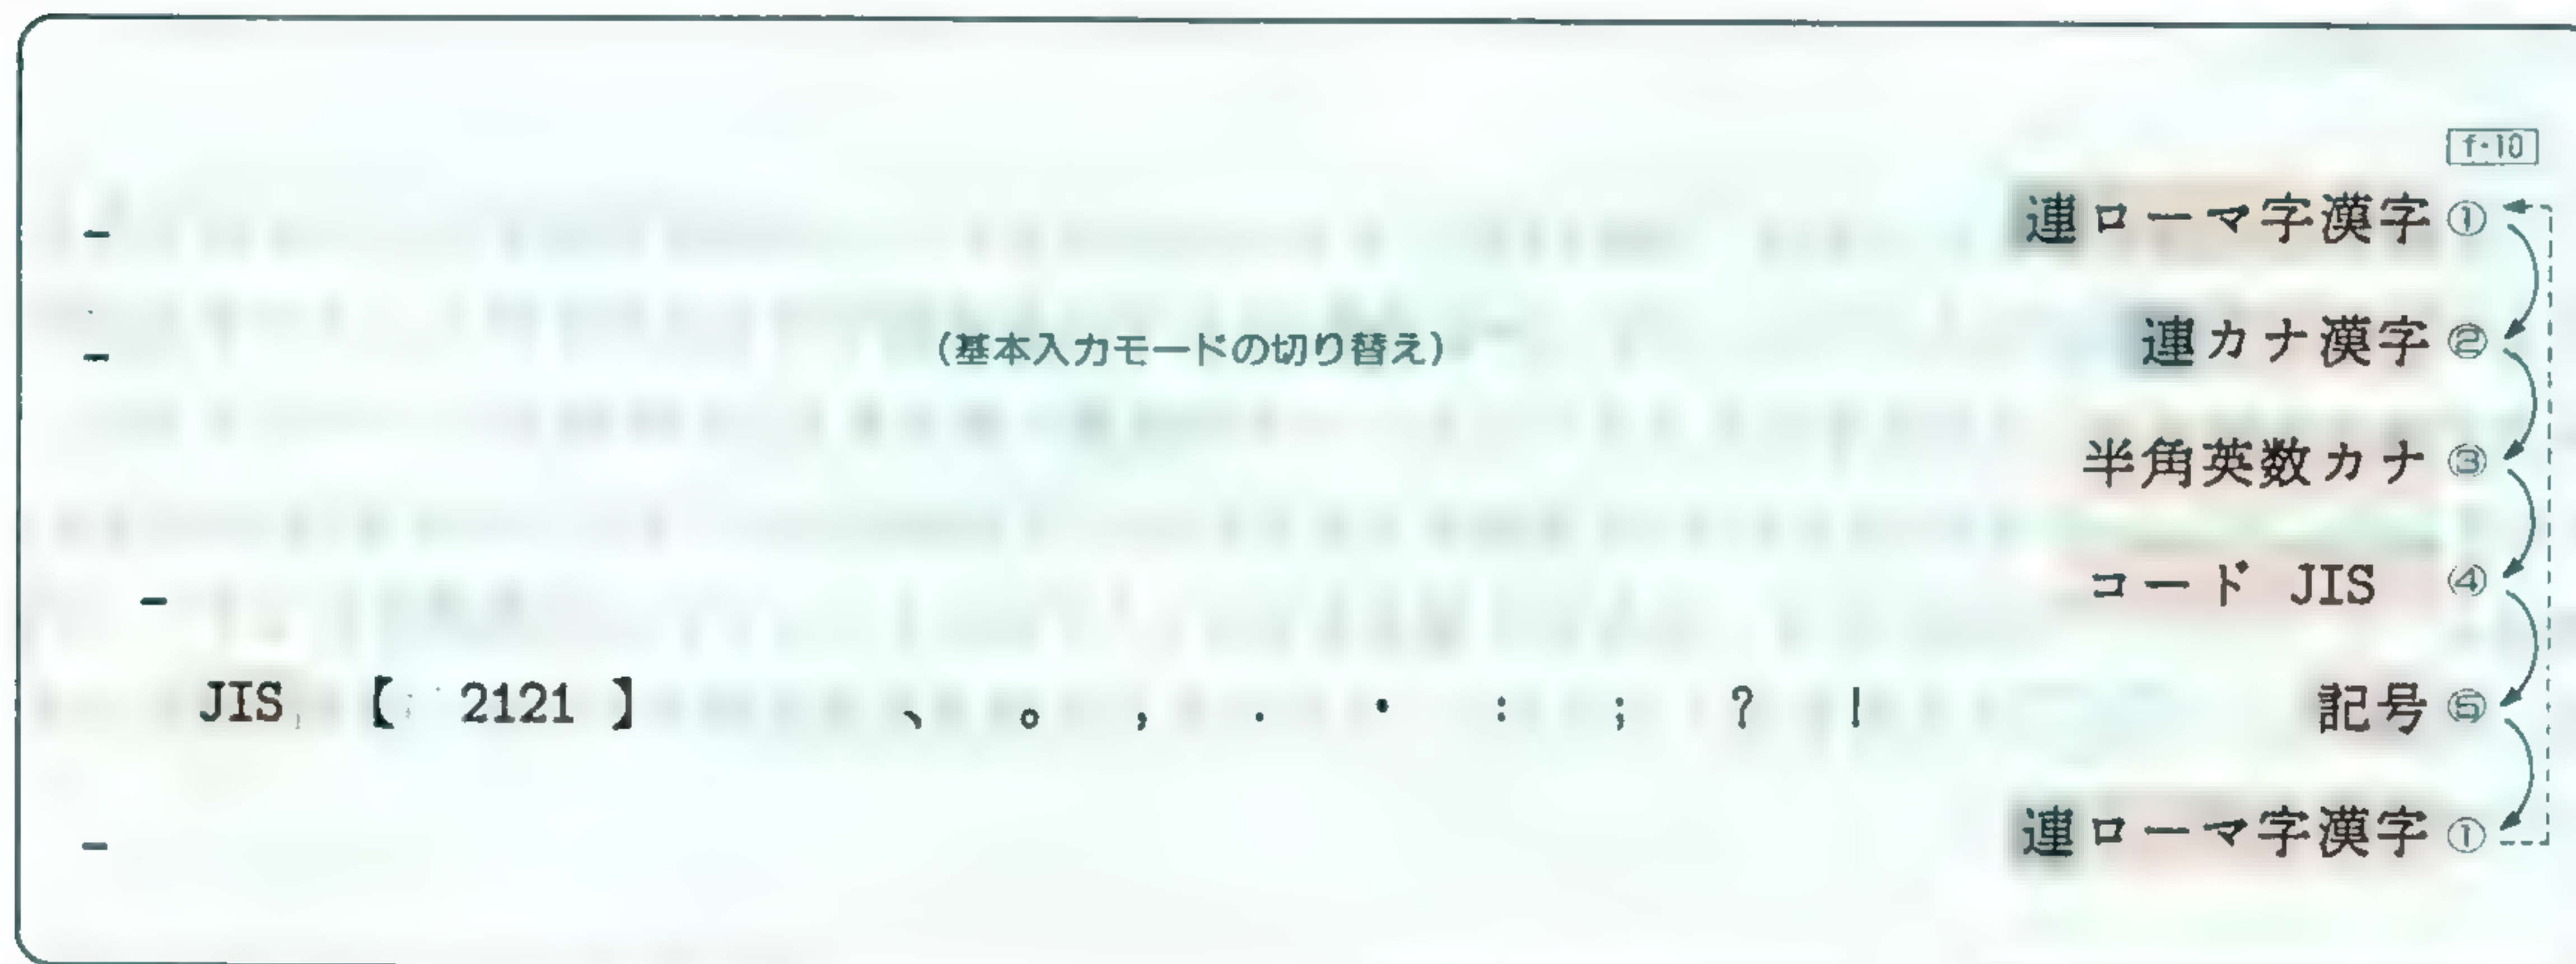 f・10
- 連ローマ字漢字 ①
- (基本入力モードの切り替え) 連カナ漢字 ②
半角英数カナ ③
- コード JIS ④
JIS 【 2121 】 、 。 , . ・ : ; ? ! 記号 ⑤
- 連ローマ字漢字 ①